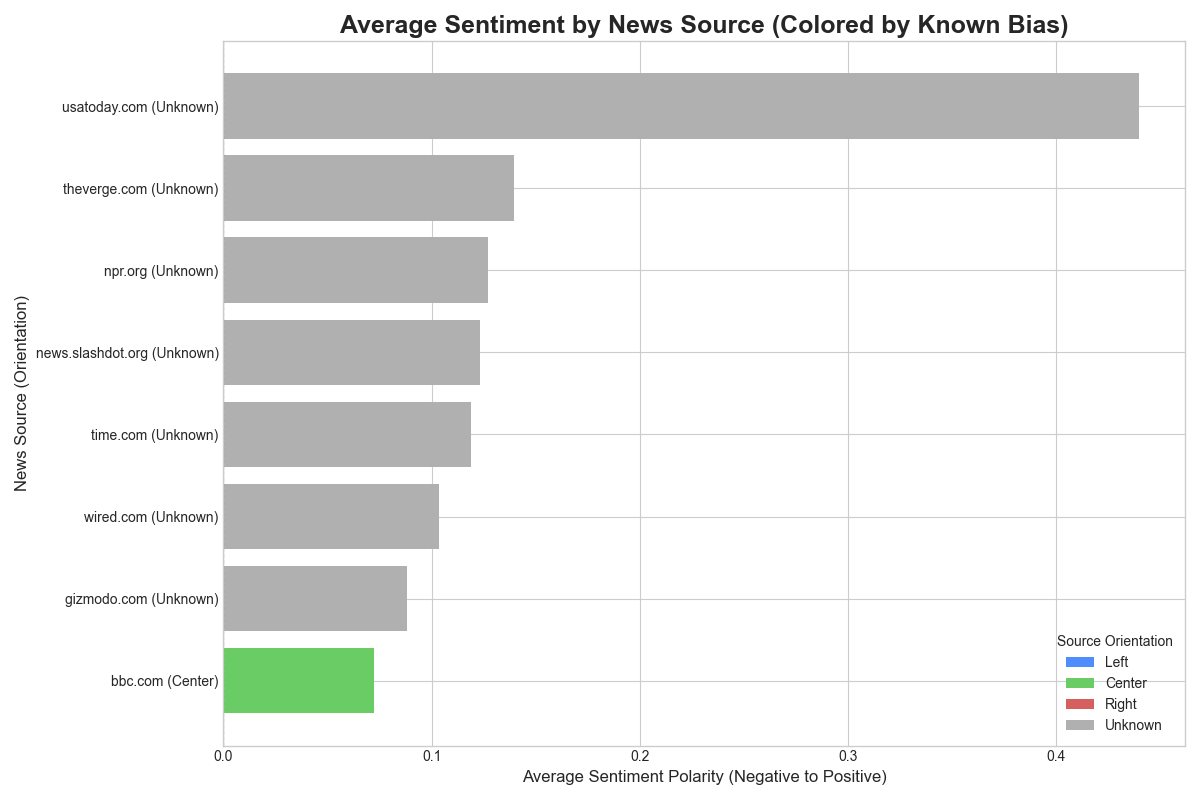 Average Sentiment by News Source (Colored by Known Bias)
News Source (Orientation)
usatoday.com (Unknown)
theverge.com (Unknown)
npr.org (Unknown)
news.slashdot.org (Unknown)
time.com (Unknown)
wired.com (Unknown)
gizmodo.com (Unknown)
bbc.com (Center)
Source Orientation
Left
Center
Right
Unknown
0.0 0.1 0.2 0.3 0.4
Average Sentiment Polarity (Negative to Positive)